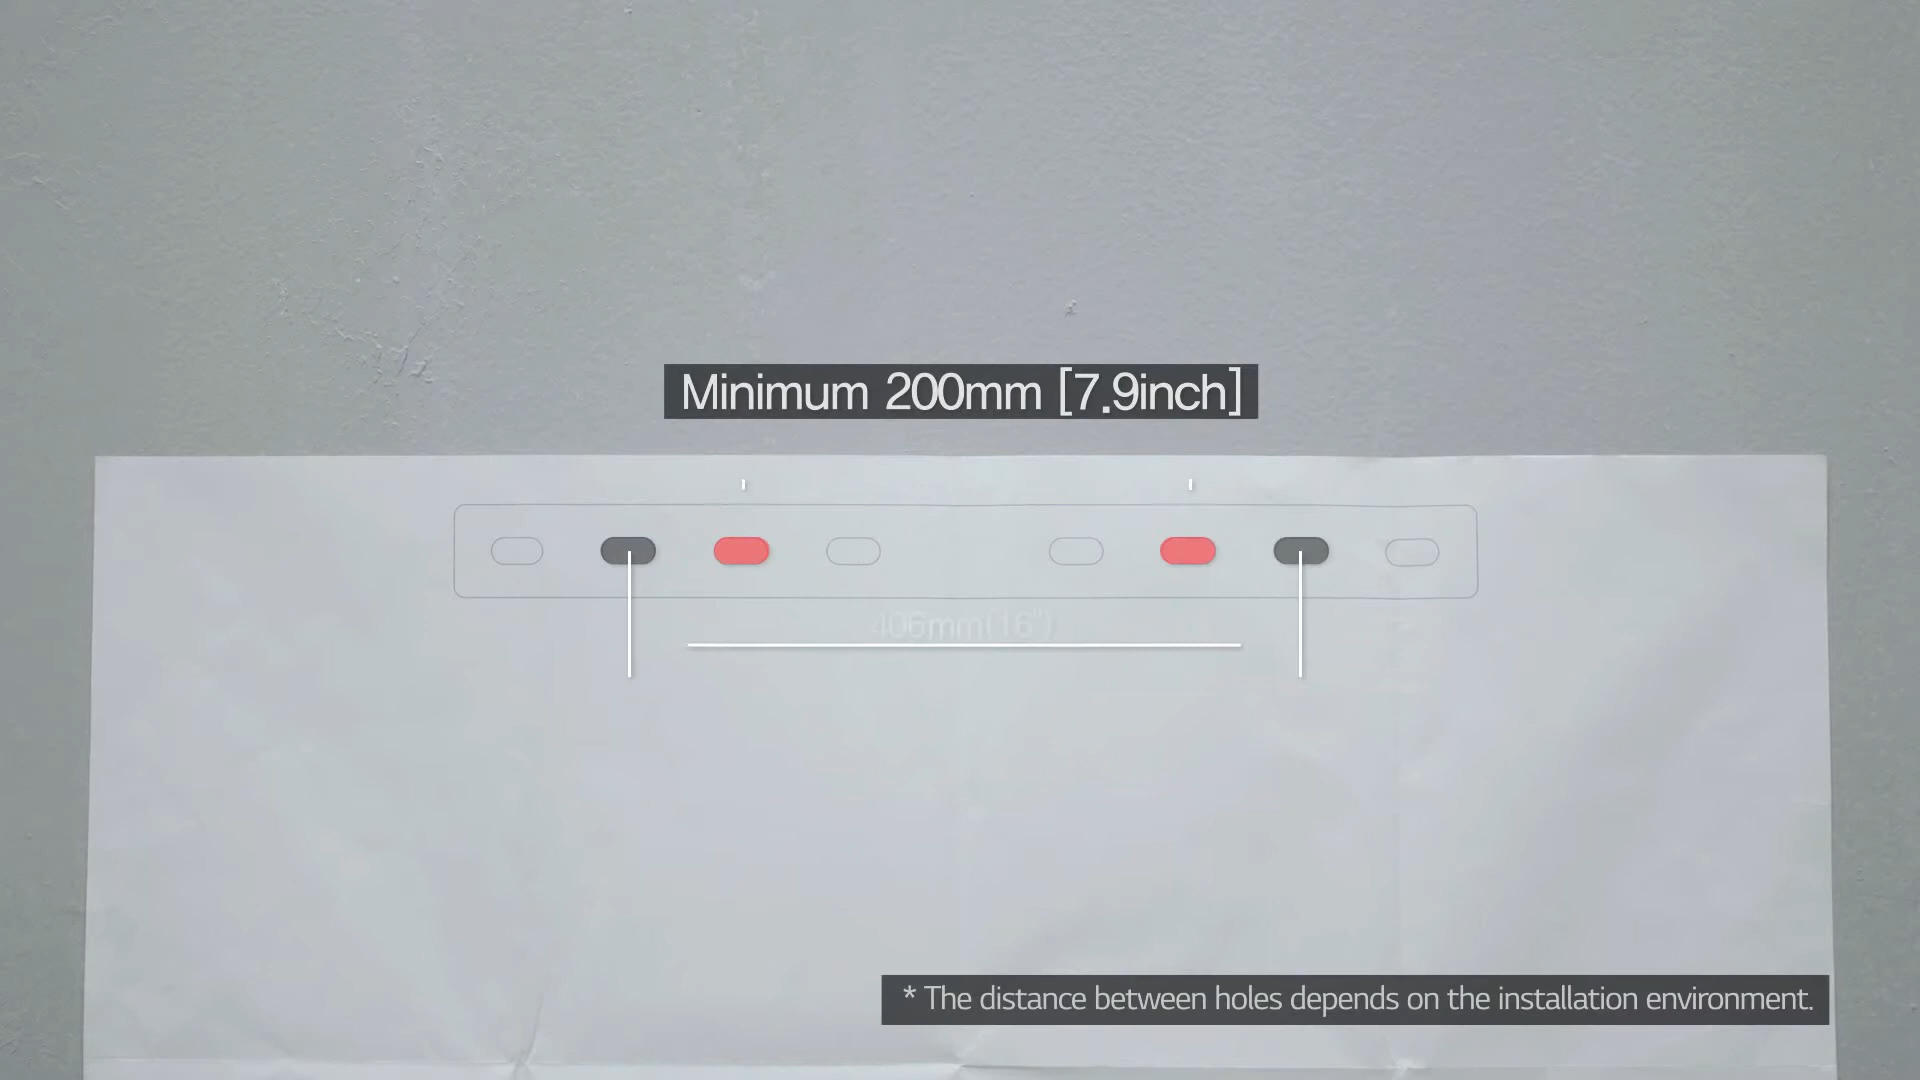 Minimum 200mm [7.9inch]
406mm(16")
* The distance between holes depends on the installation environment.